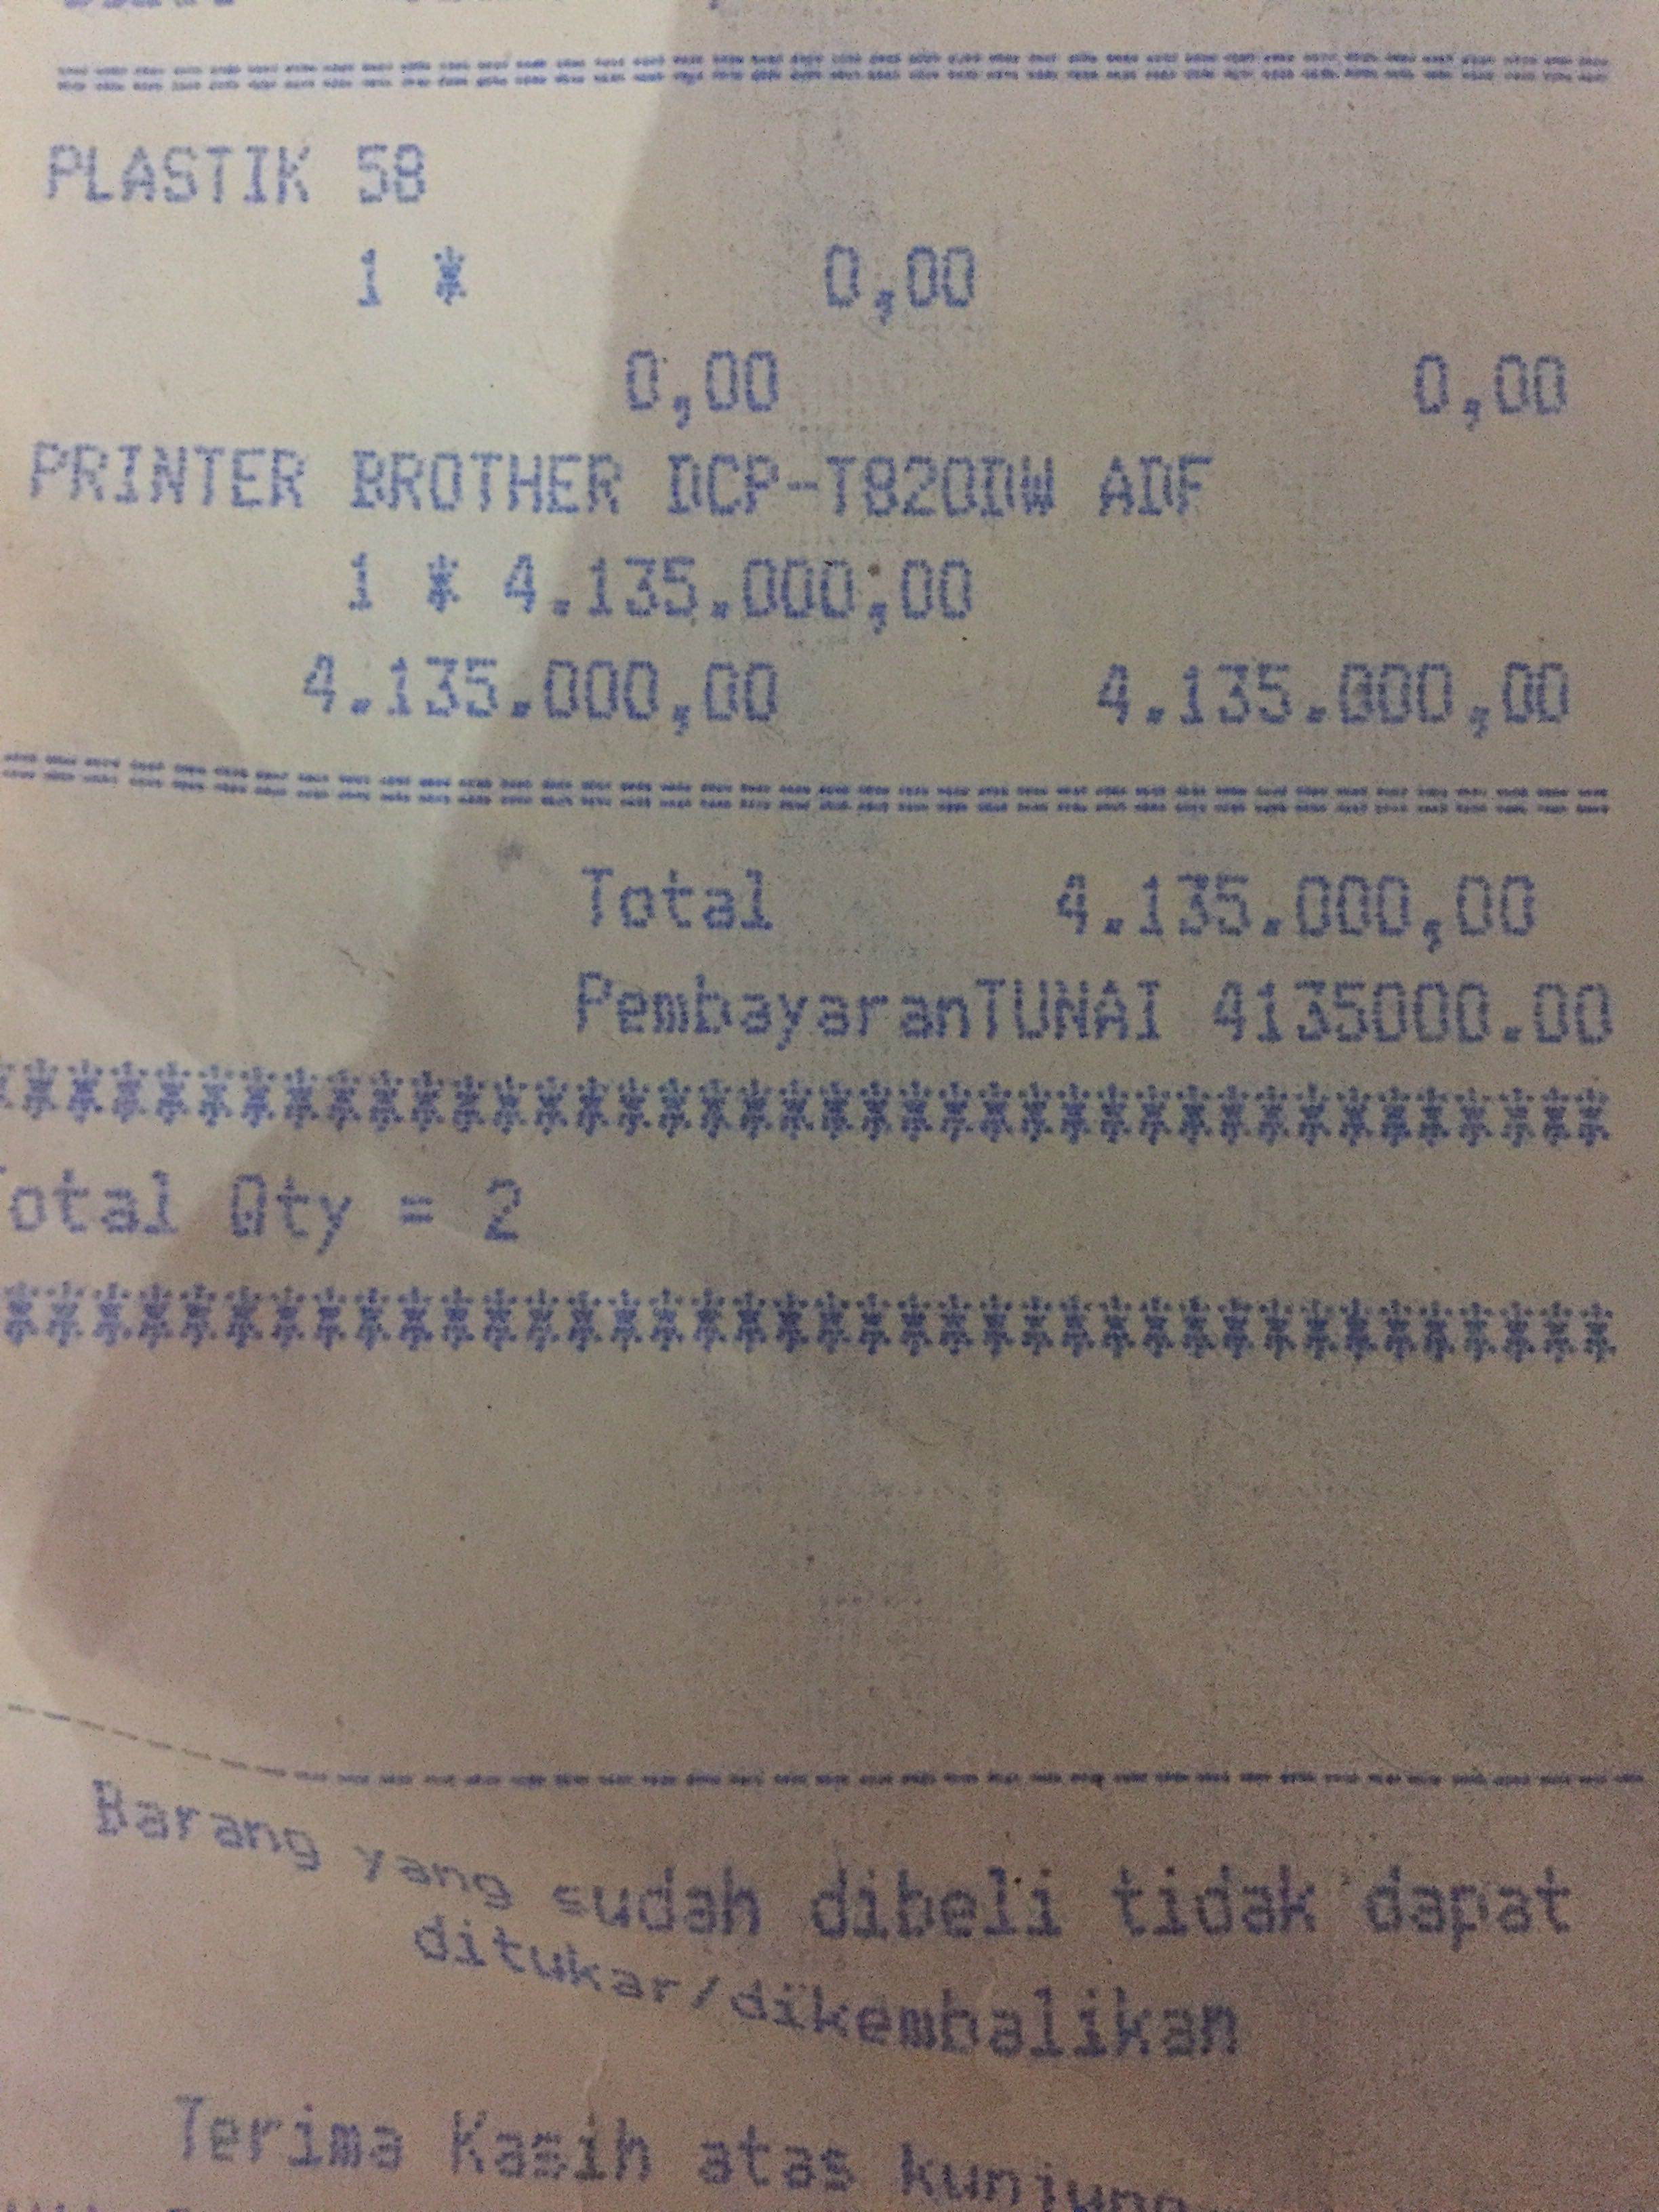 ================================
PLASTIK 58
1 * 0,00
0,00 0,00
PRINTER BROTHER DCP-T820DW ADF
1 * 4.135.000,00
4.135.000,00 4.135.000,00
================================
Total 4.135.000,00
PembayaranTUNAI 4135000.00
***************************************
otal Qty = 2
***************************************
--------------------------------------
Barang yang sudah dibeli tidak dapat
ditukar/dikembalikan
Terima Kasih atas kunjung